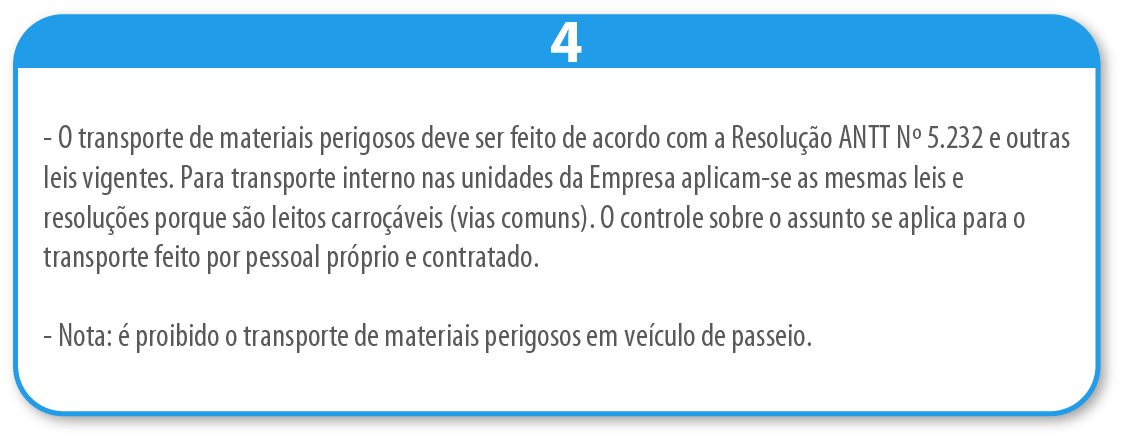 4
- O transporte de materiais perigosos deve ser feito de acordo com a Resolução ANTT Nº 5.232 e outras
leis vigentes. Para transporte interno nas unidades da Empresa aplicam-se as mesmas leis e
resoluções porque são leitos carroçáveis (vias comuns). O controle sobre o assunto se aplica para o
transporte feito por pessoal próprio e contratado.
- Nota: é proibido o transporte de materiais perigosos em veículo de passeio.